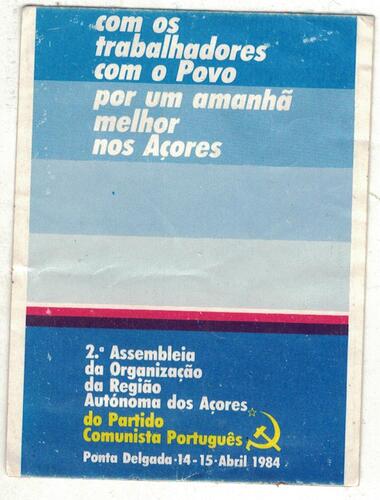 com os
trabalhadores
com o Povo
por um amanhã
melhor
nos Açores
2.ª Assembleia
da Organização
da Região
Autónoma dos Açores
do Partido
Comunista Português
Ponta Delgada·14-15·Abril 1984